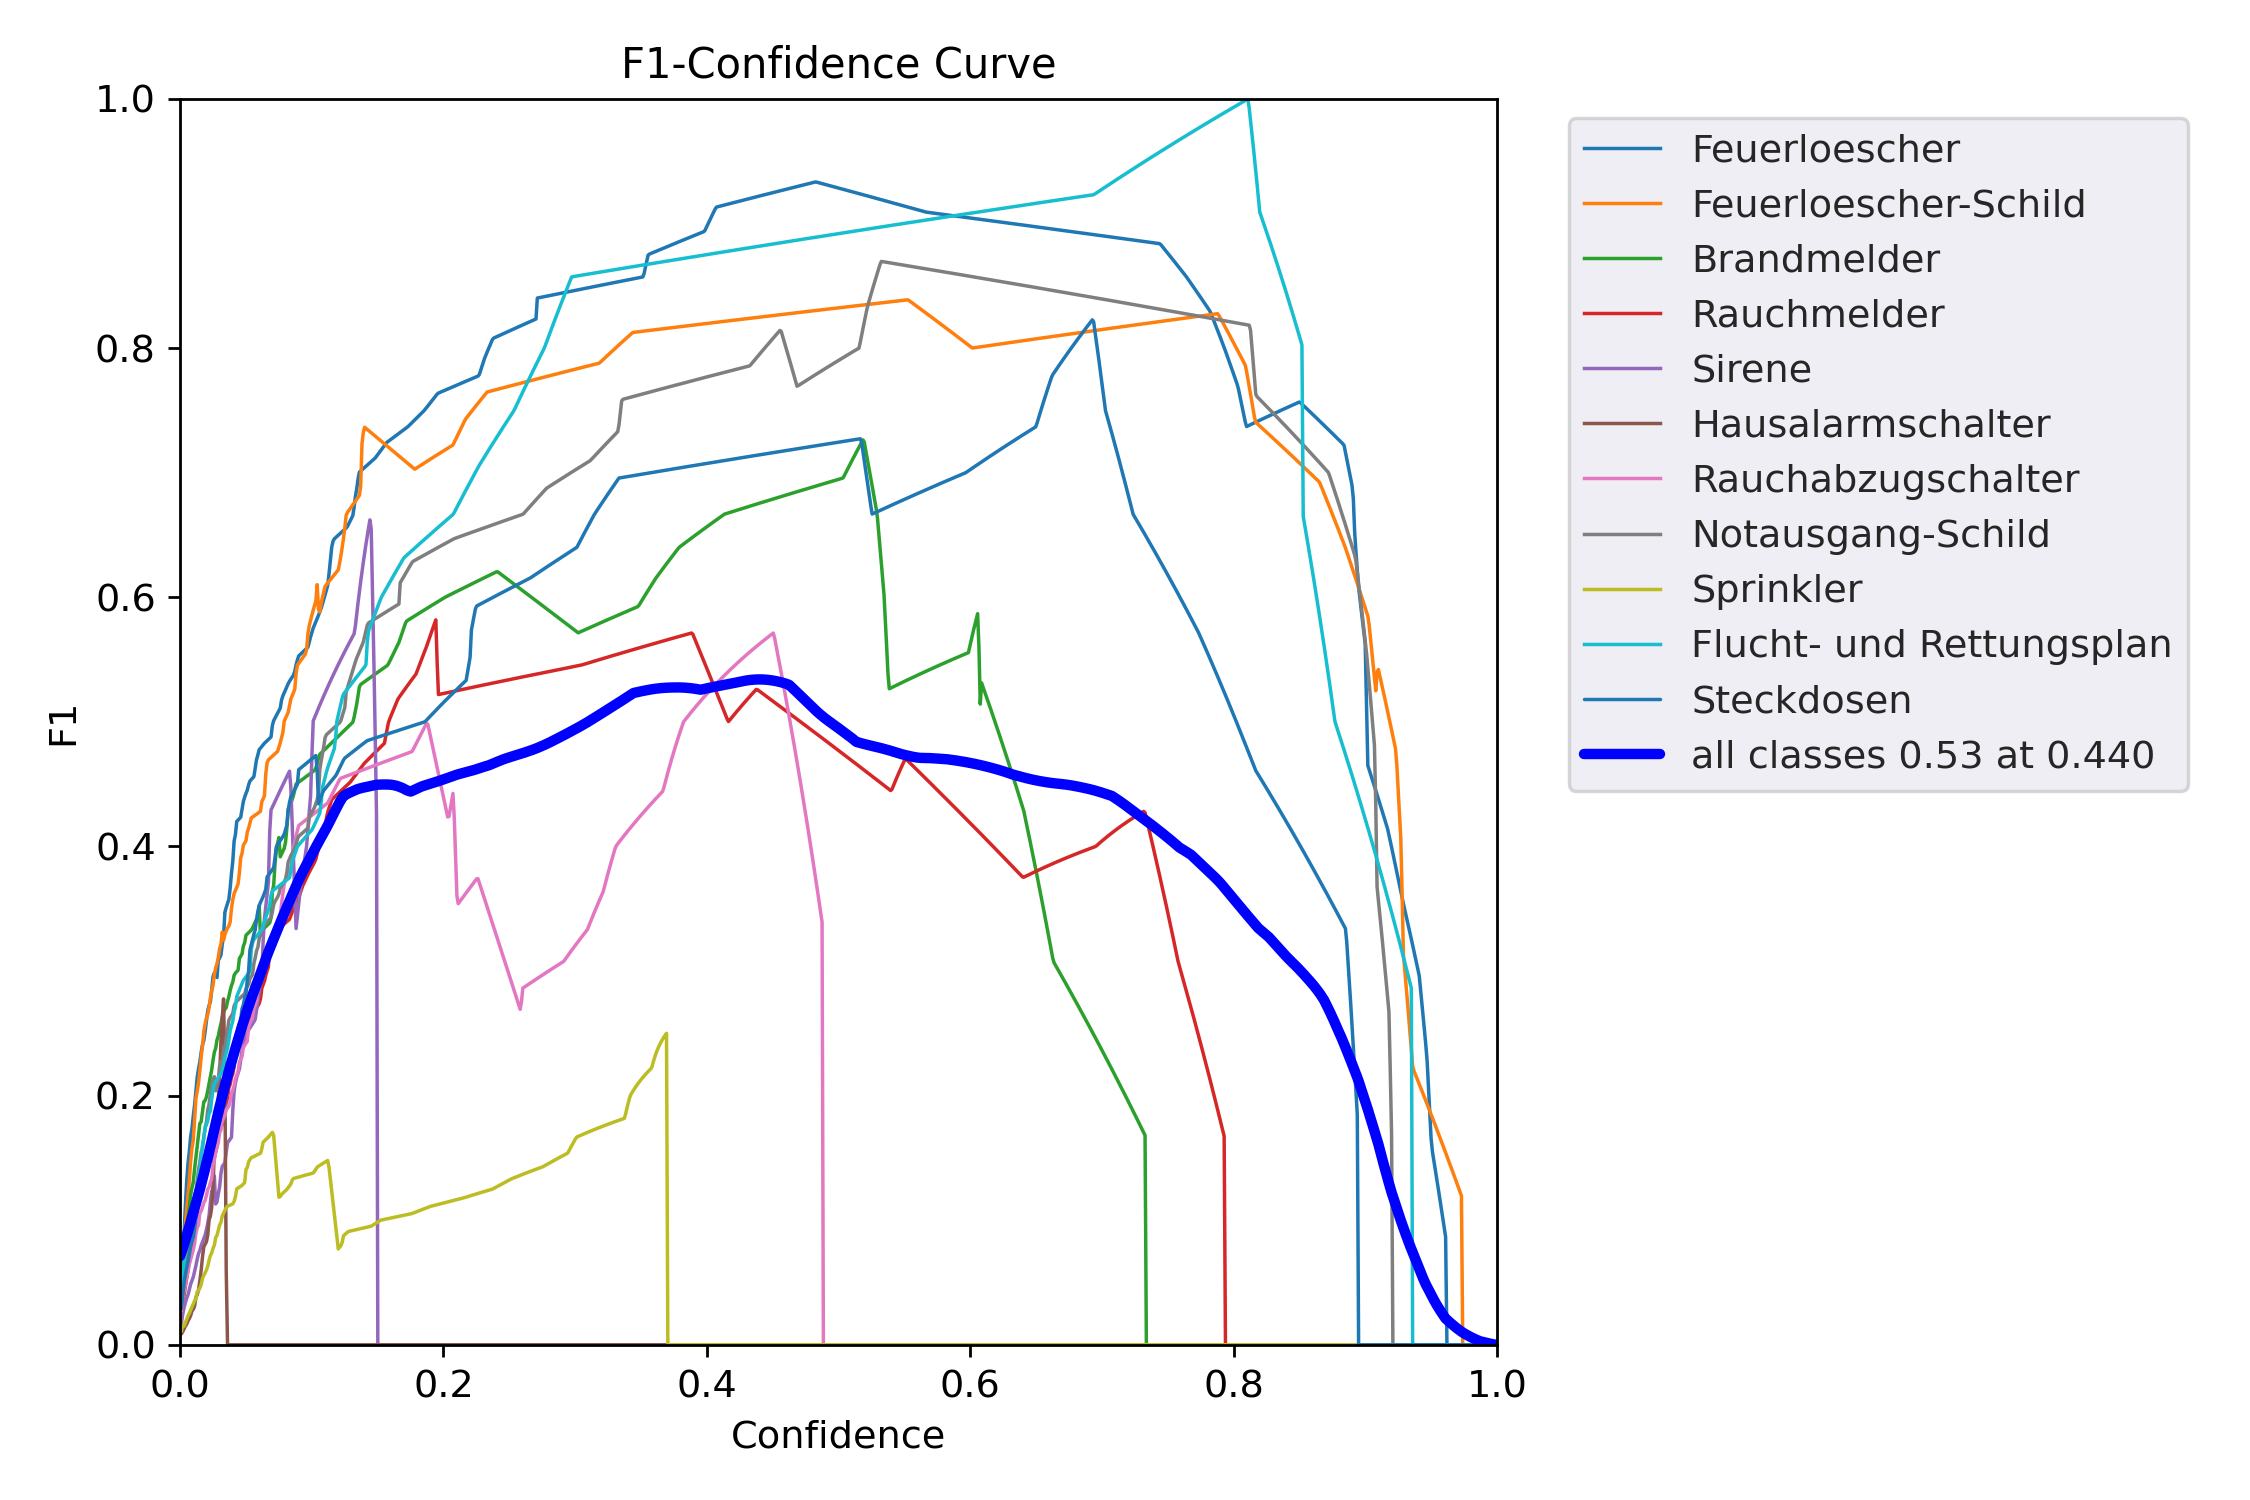 F1-Confidence Curve
1.0
0.8
0.6
0.4
0.2
0.0
F1
0.0 0.2 0.4 0.6 0.8 1.0
Confidence
Feuerloescher
Feuerloescher-Schild
Brandmelder
Rauchmelder
Sirene
Hausalarmschalter
Rauchabzugschalter
Notausgang-Schild
Sprinkler
Flucht- und Rettungsplan
Steckdosen
all classes 0.53 at 0.440